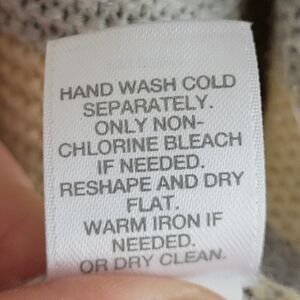 HAND WASH COLD
SEPARATELY.
ONLY NON-
CHLORINE BLEACH
IF NEEDED.
RESHAPE AND DRY
FLAT.
WARM IRON IF
NEEDED.
OR DRY CLEAN.